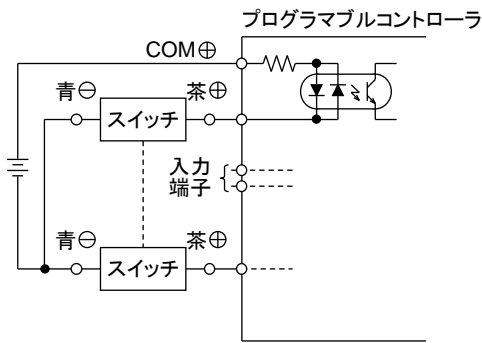 プログラマブルコントローラ
COM⊕
青⊖ 茶⊕
スイッチ
入力
端子
青⊖ 茶⊕
スイッチ